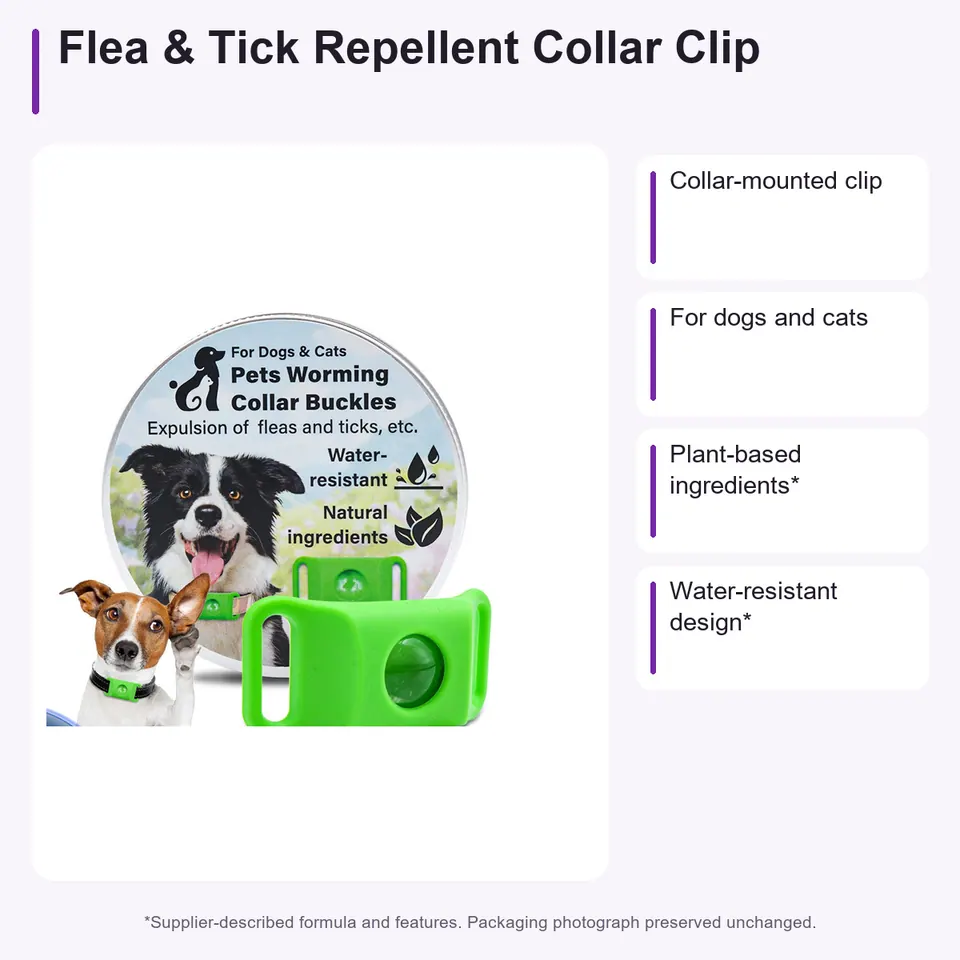 Flea & Tick Repellent Collar Clip
For Dogs & Cats
Pets Worming
Collar Buckles
Expulsion of fleas and ticks, etc.
Water-
resistant
Natural
ingredients
Collar-mounted clip
For dogs and cats
Plant-based
ingredients*
Water-resistant
design*
*Supplier-described formula and features. Packaging photograph preserved unchanged.